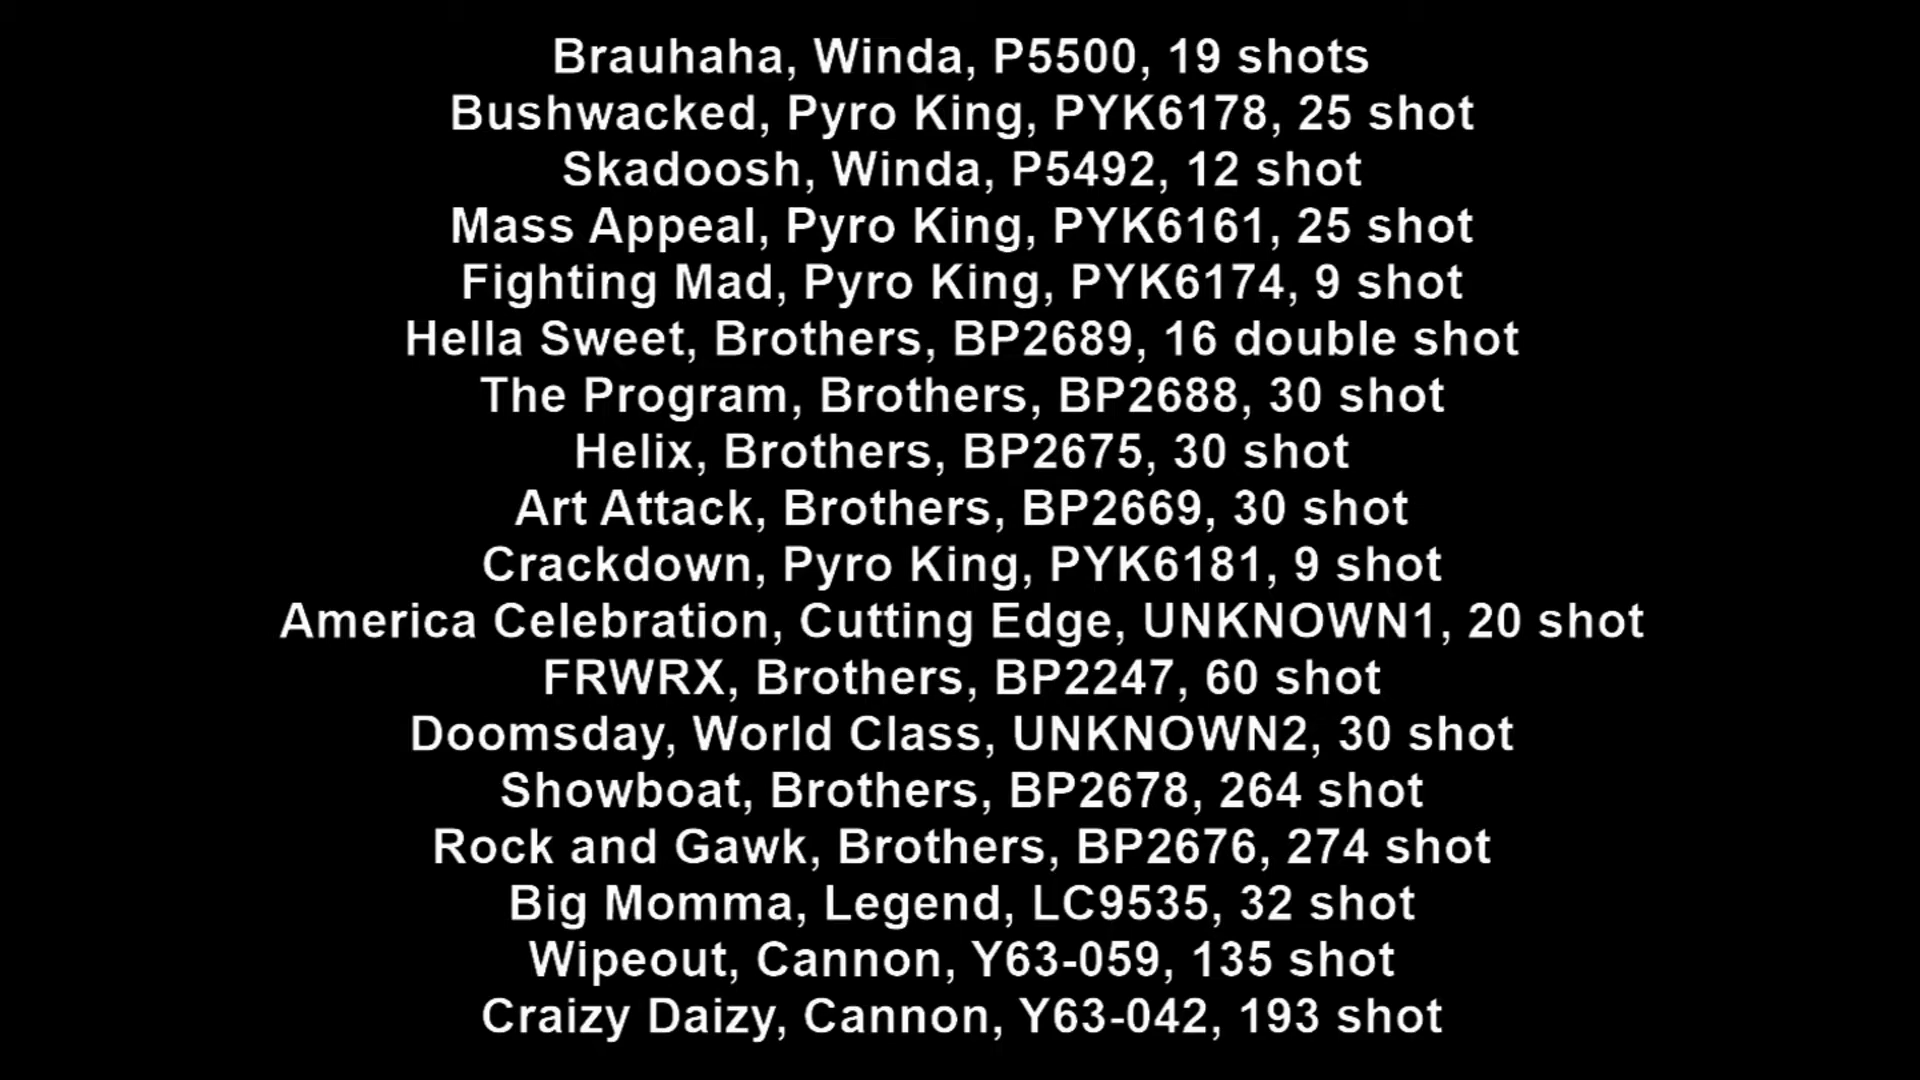 Brauhaha, Winda, P5500, 19 shots
Bushwacked, Pyro King, PYK6178, 25 shot
Skadoosh, Winda, P5492, 12 shot
Mass Appeal, Pyro King, PYK6161, 25 shot
Fighting Mad, Pyro King, PYK6174, 9 shot
Hella Sweet, Brothers, BP2689, 16 double shot
The Program, Brothers, BP2688, 30 shot
Helix, Brothers, BP2675, 30 shot
Art Attack, Brothers, BP2669, 30 shot
Crackdown, Pyro King, PYK6181, 9 shot
America Celebration, Cutting Edge, UNKNOWN1, 20 shot
FRWRX, Brothers, BP2247, 60 shot
Doomsday, World Class, UNKNOWN2, 30 shot
Showboat, Brothers, BP2678, 264 shot
Rock and Gawk, Brothers, BP2676, 274 shot
Big Momma, Legend, LC9535, 32 shot
Wipeout, Cannon, Y63-059, 135 shot
Craizy Daizy, Cannon, Y63-042, 193 shot